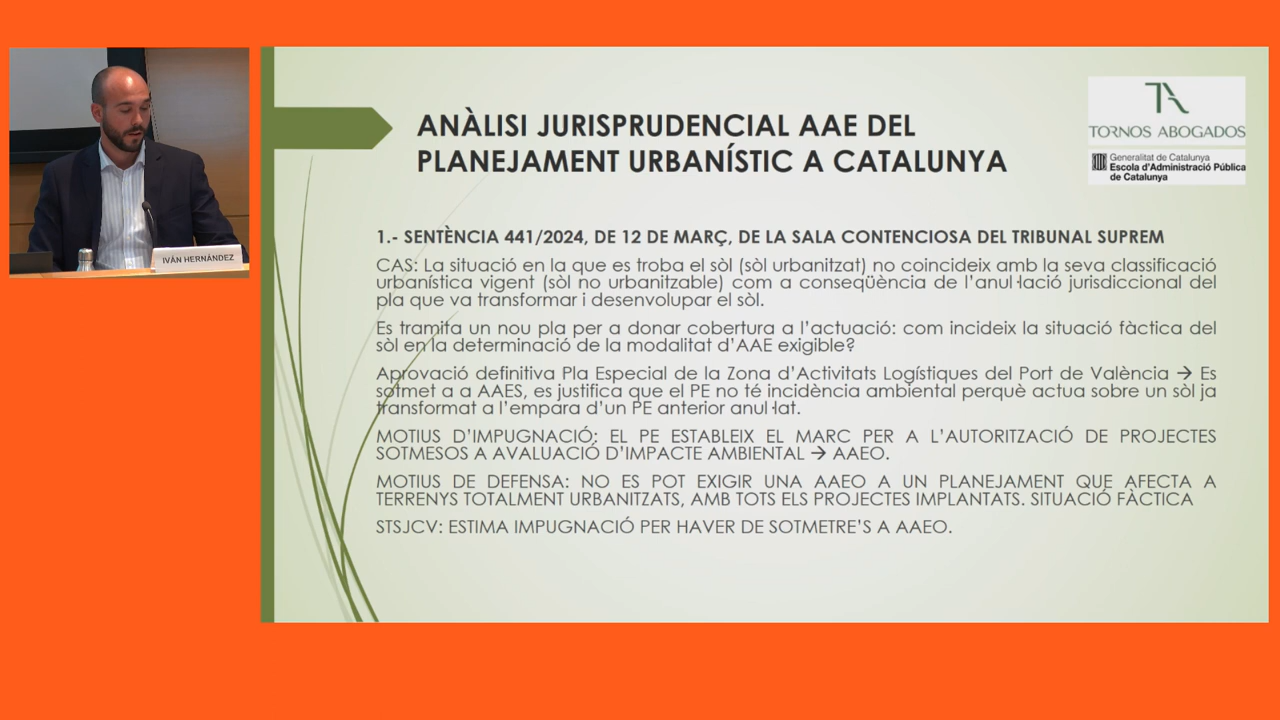 ANÀLISI JURISPRUDENCIAL AAE DEL
PLANEJAMENT URBANÍSTIC A CATALUNYA
TORNOS ABOGADOS
Generalitat de Catalunya
Escola d'Administració Pública
de Catalunya
1.- SENTÈNCIA 441/2024, DE 12 DE MARÇ, DE LA SALA CONTENCIOSA DEL TRIBUNAL SUPREM
CAS: La situació en la que es troba el sòl (sòl urbanitzat) no coincideix amb la seva classificació
urbanística vigent (sòl no urbanitzable) com a conseqüència de l'anul·lació jurisdiccional del
pla que va transformar i desenvolupar el sòl.
Es tramita un nou pla per a donar cobertura a l'actuació: com incideix la situació fàctica del
sòl en la determinació de la modalitat d'AAE exigible?
Aprovació definitiva Pla Especial de la Zona d'Activitats Logístiques del Port de València → Es
sotmet a a AAES, es justifica que el PE no té incidència ambiental perquè actua sobre un sòl ja
transformat a l'empara d'un PE anterior anul·lat.
MOTIUS D'IMPUGNACIÓ: EL PE ESTABLEIX EL MARC PER A L'AUTORITZACIÓ DE PROJECTES
SOTMESOS A AVALUACIÓ D'IMPACTE AMBIENTAL → AAEO.
MOTIUS DE DEFENSA: NO ES POT EXIGIR UNA AAEO A UN PLANEJAMENT QUE AFECTA A
TERRENYS TOTALMENT URBANITZATS, AMB TOTS ELS PROJECTES IMPLANTATS. SITUACIÓ FÀCTICA
STSJCV: ESTIMA IMPUGNACIÓ PER HAVER DE SOTMETRE'S A AAEO.
IVÁN HERNÁNDEZ